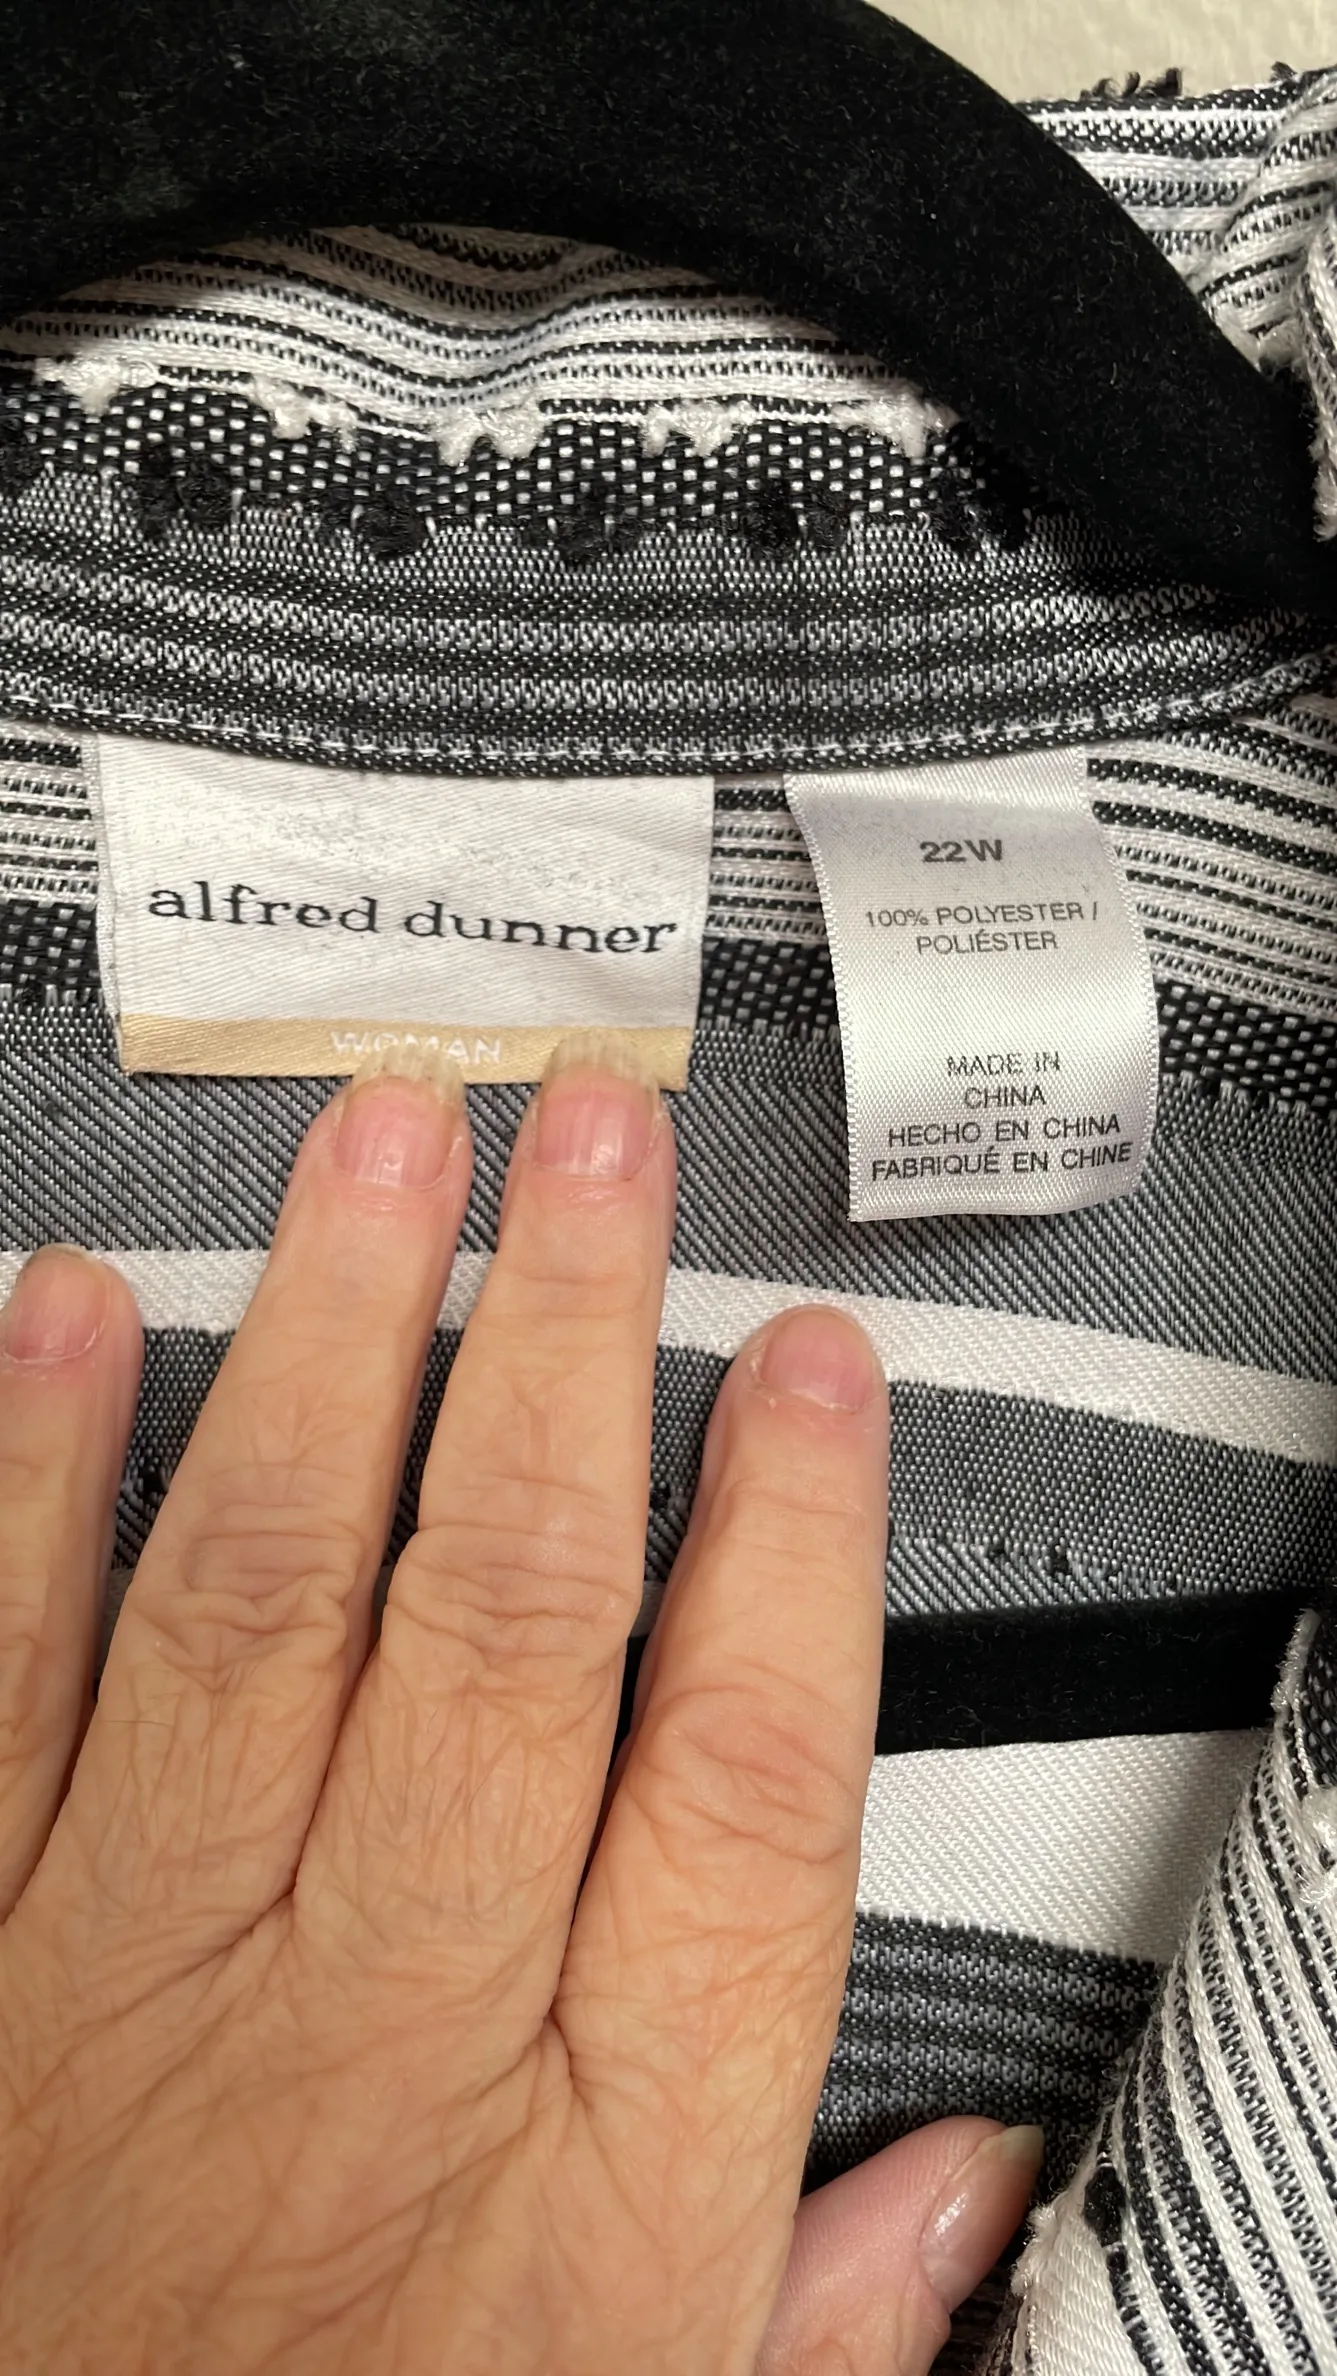 alfred dunner
WOMAN
22W
100% POLYESTER /
POLIÉSTER
MADE IN
CHINA
HECHO EN CHINA
FABRIQUÉ EN CHINE